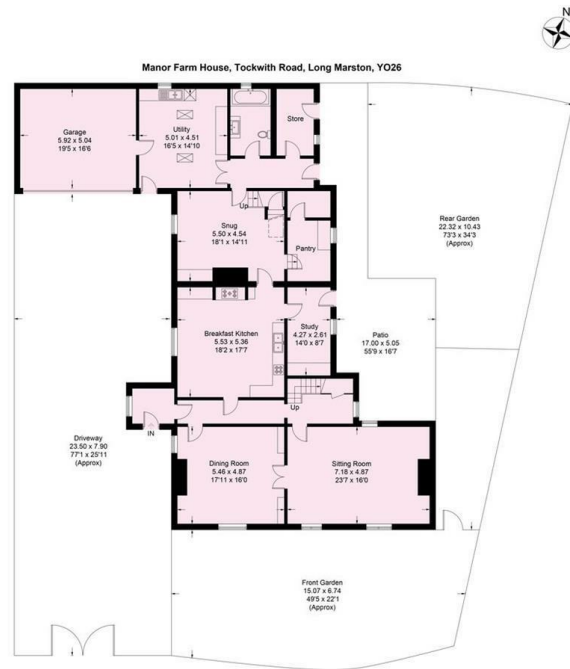 N
Manor Farm House, Tockwith Road, Long Marston, YO26
Garage
5.92 x 5.04
19'5 x 16'6
Utility
5.01 x 4.51
16'5 x 14'10
Store
Up
Snug
5.50 x 4.54
18'1 x 14'11
Pantry
Rear Garden
22.32 x 10.43
73'3 x 34'3
(Approx)
Breakfast Kitchen
5.53 x 5.36
18'2 x 17'7
Study
4.27 x 2.61
14'0 x 8'7
Patio
17.00 x 5.05
55'9 x 16'7
Up
IN
Driveway
23.50 x 7.90
77'1 x 25'11
(Approx)
Dining Room
5.46 x 4.87
17'11 x 16'0
Sitting Room
7.18 x 4.87
23'7 x 16'0
Front Garden
15.07 x 6.74
49'5 x 22'1
(Approx)